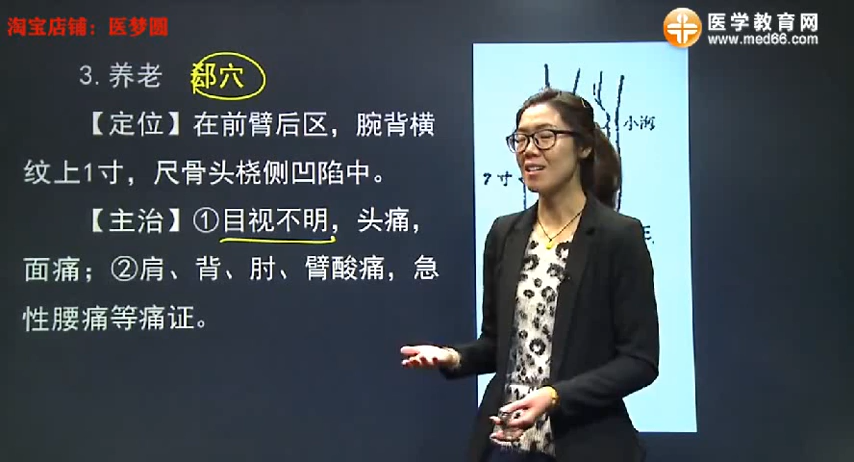 淘宝店铺：医梦圆
医学教育网
www.med66.com
3.养老 郄穴
【定位】在前臂后区，腕背横
纹上1寸，尺骨头桡侧凹陷中。
【主治】①目视不明，头痛，
面痛；②肩、背、肘、臂酸痛，急
性腰痛等痛证。
小海
7寸